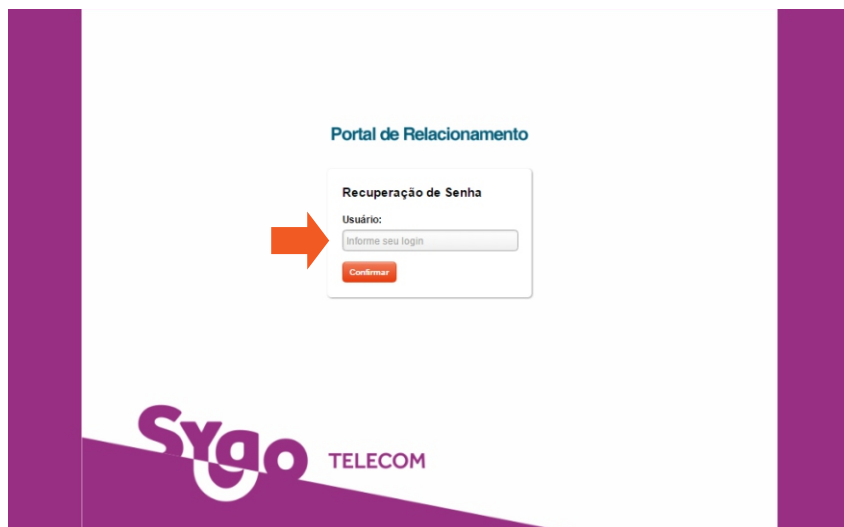 Portal de Relacionamento
Recuperação de Senha
Usuário:
Informe seu login
Confirmar
Sygo TELECOM